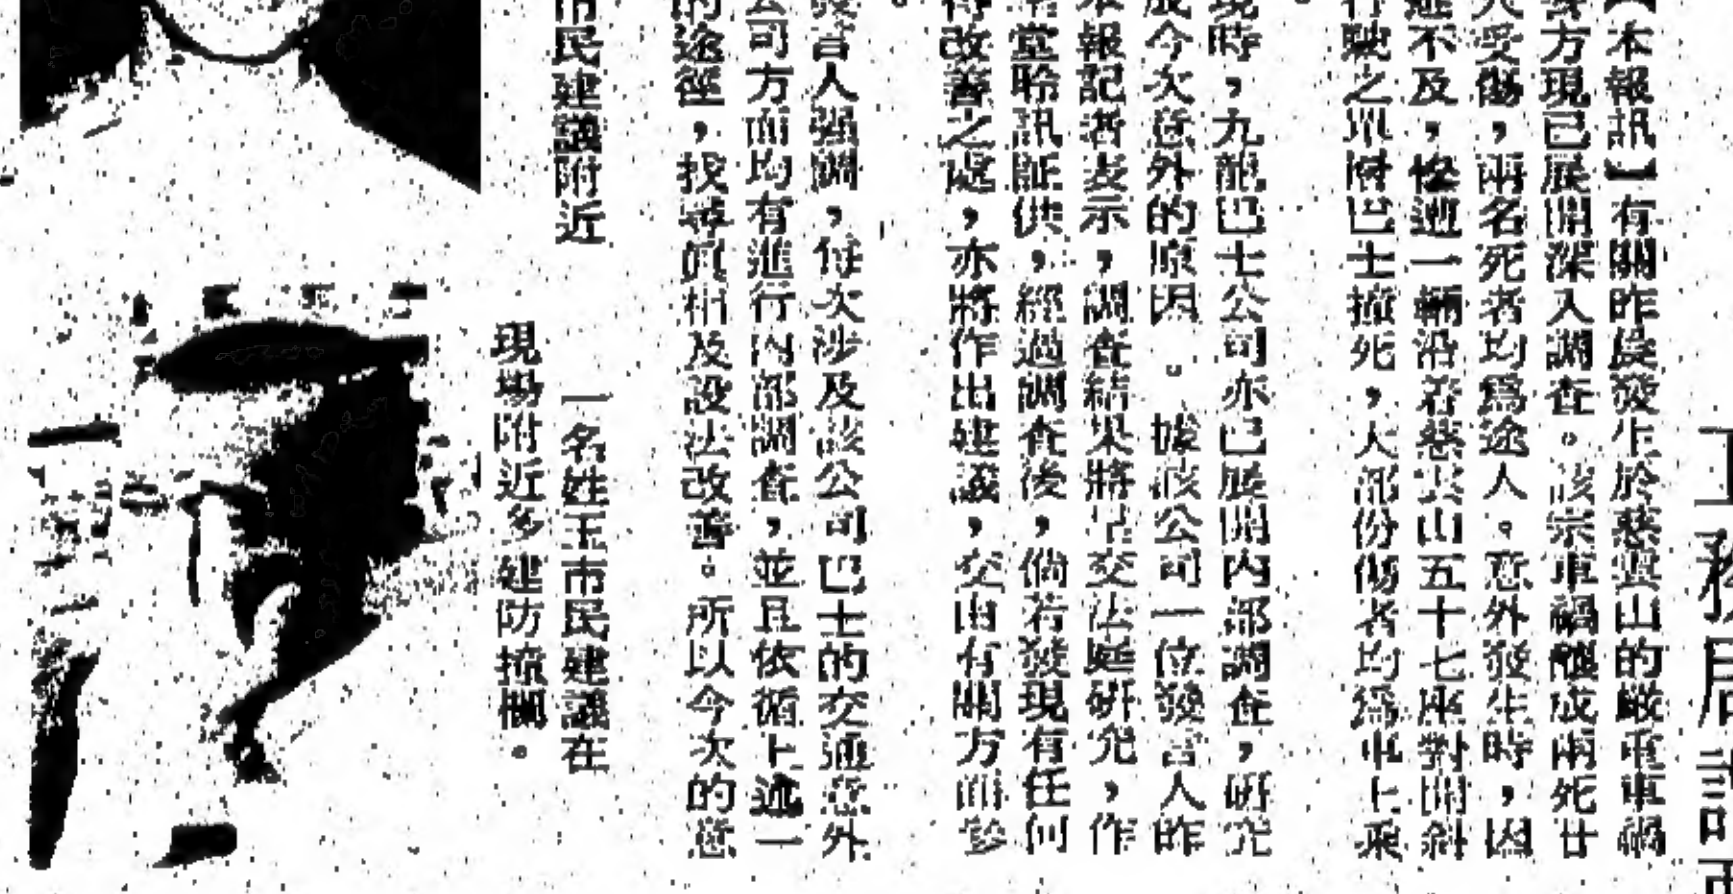 工務局
【本報訊】有關昨晨發生於慈雲山的嚴重車禍
方現已展開深入調查。該宗車禍釀成兩死廿
受傷,兩名死者均爲途人。意外發生時,因
不及,慘遭一輛沿着慈雲山五十七座對開斜
駛之單層巴士撞死,大部份傷者均爲車上乘
現時,九龍巴士公司亦已展開內部調查,研究
成今次意外的原因。據該公司一位發言人昨
本報記者表示,調查結果將呈交法庭研究,作
堂聆訊証供,經過調查後,倘若發現有任何
改善之處,亦將作出建議,交由有關方面參
發言人強調,每次涉及該公司巴士的交通意外
公司方面均有進行內部調查,並且依循上述一
的途徑,找尋眞相及設法改善。所以今次的意
市民建議附近
一名姓王市民建議在
現場附近多建防撞欄。